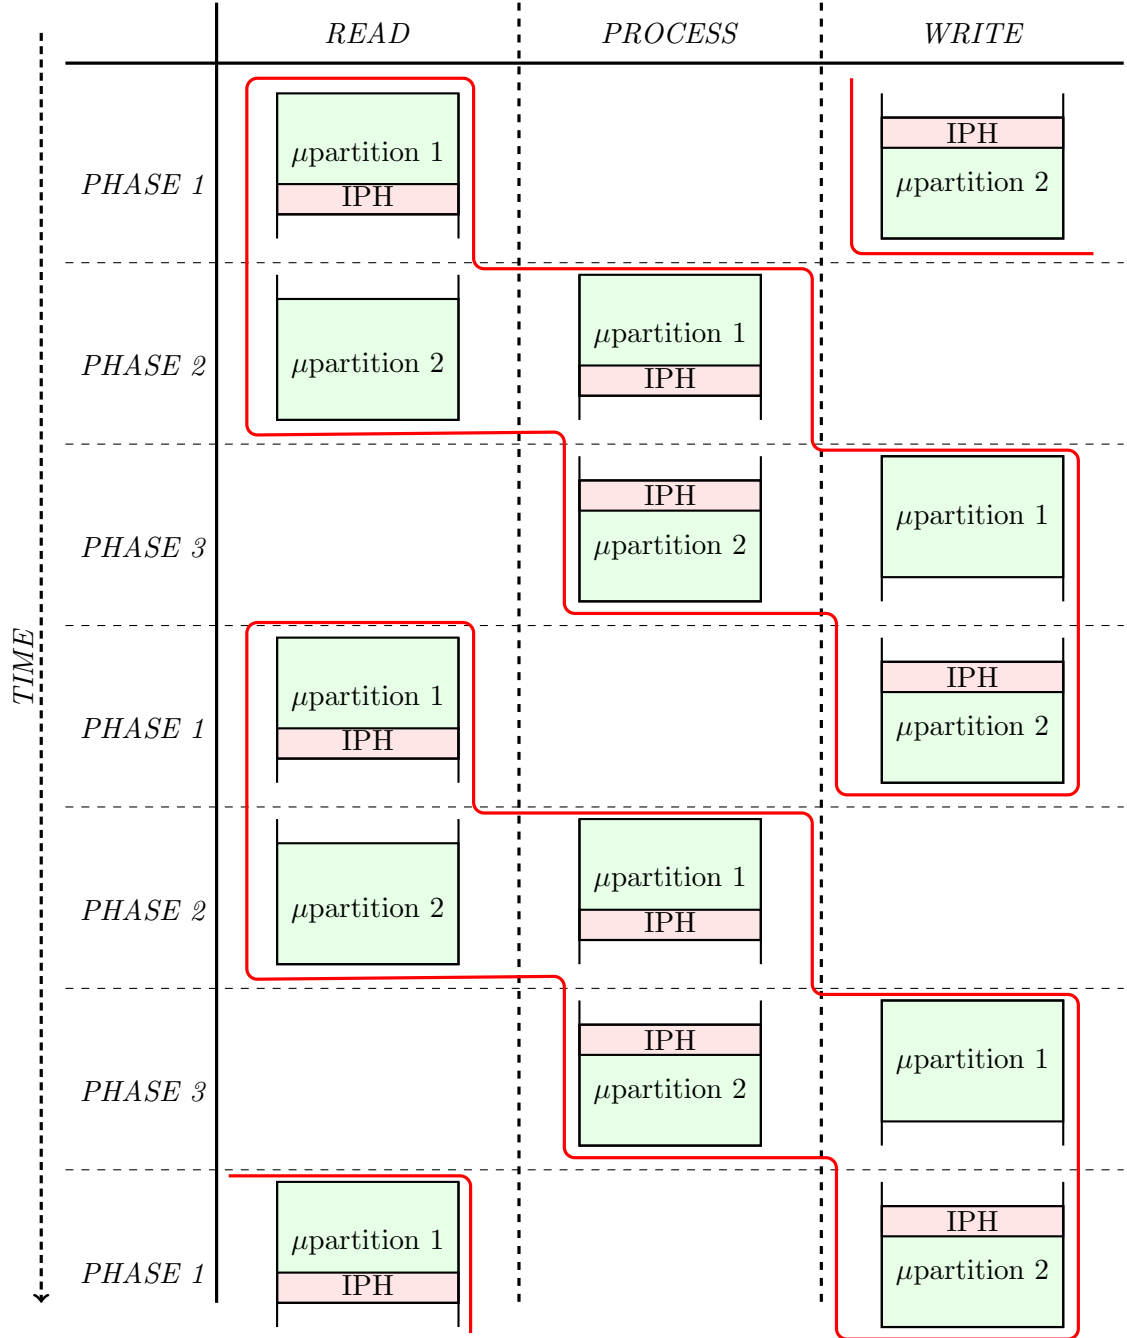 READ PROCESS WRITE
PHASE 1
μpartition 1
IPH
IPH
μpartition 2
PHASE 2
μpartition 2
μpartition 1
IPH
PHASE 3
IPH
μpartition 2
μpartition 1
TIME
PHASE 1
μpartition 1
IPH
IPH
μpartition 2
PHASE 2
μpartition 2
μpartition 1
IPH
PHASE 3
IPH
μpartition 2
μpartition 1
PHASE 1
μpartition 1
IPH
IPH
μpartition 2